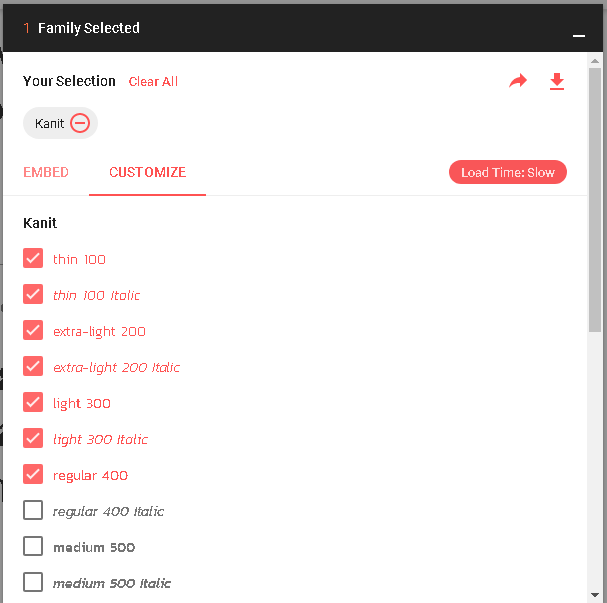 1 Family Selected
Your Selection Clear All
Kanit
EMBED CUSTOMIZE Load Time: Slow
Kanit
thin 100
thin 100 Italic
extra-light 200
extra-light 200 Italic
light 300
light 300 Italic
regular 400
regular 400 Italic
medium 500
medium 500 Italic